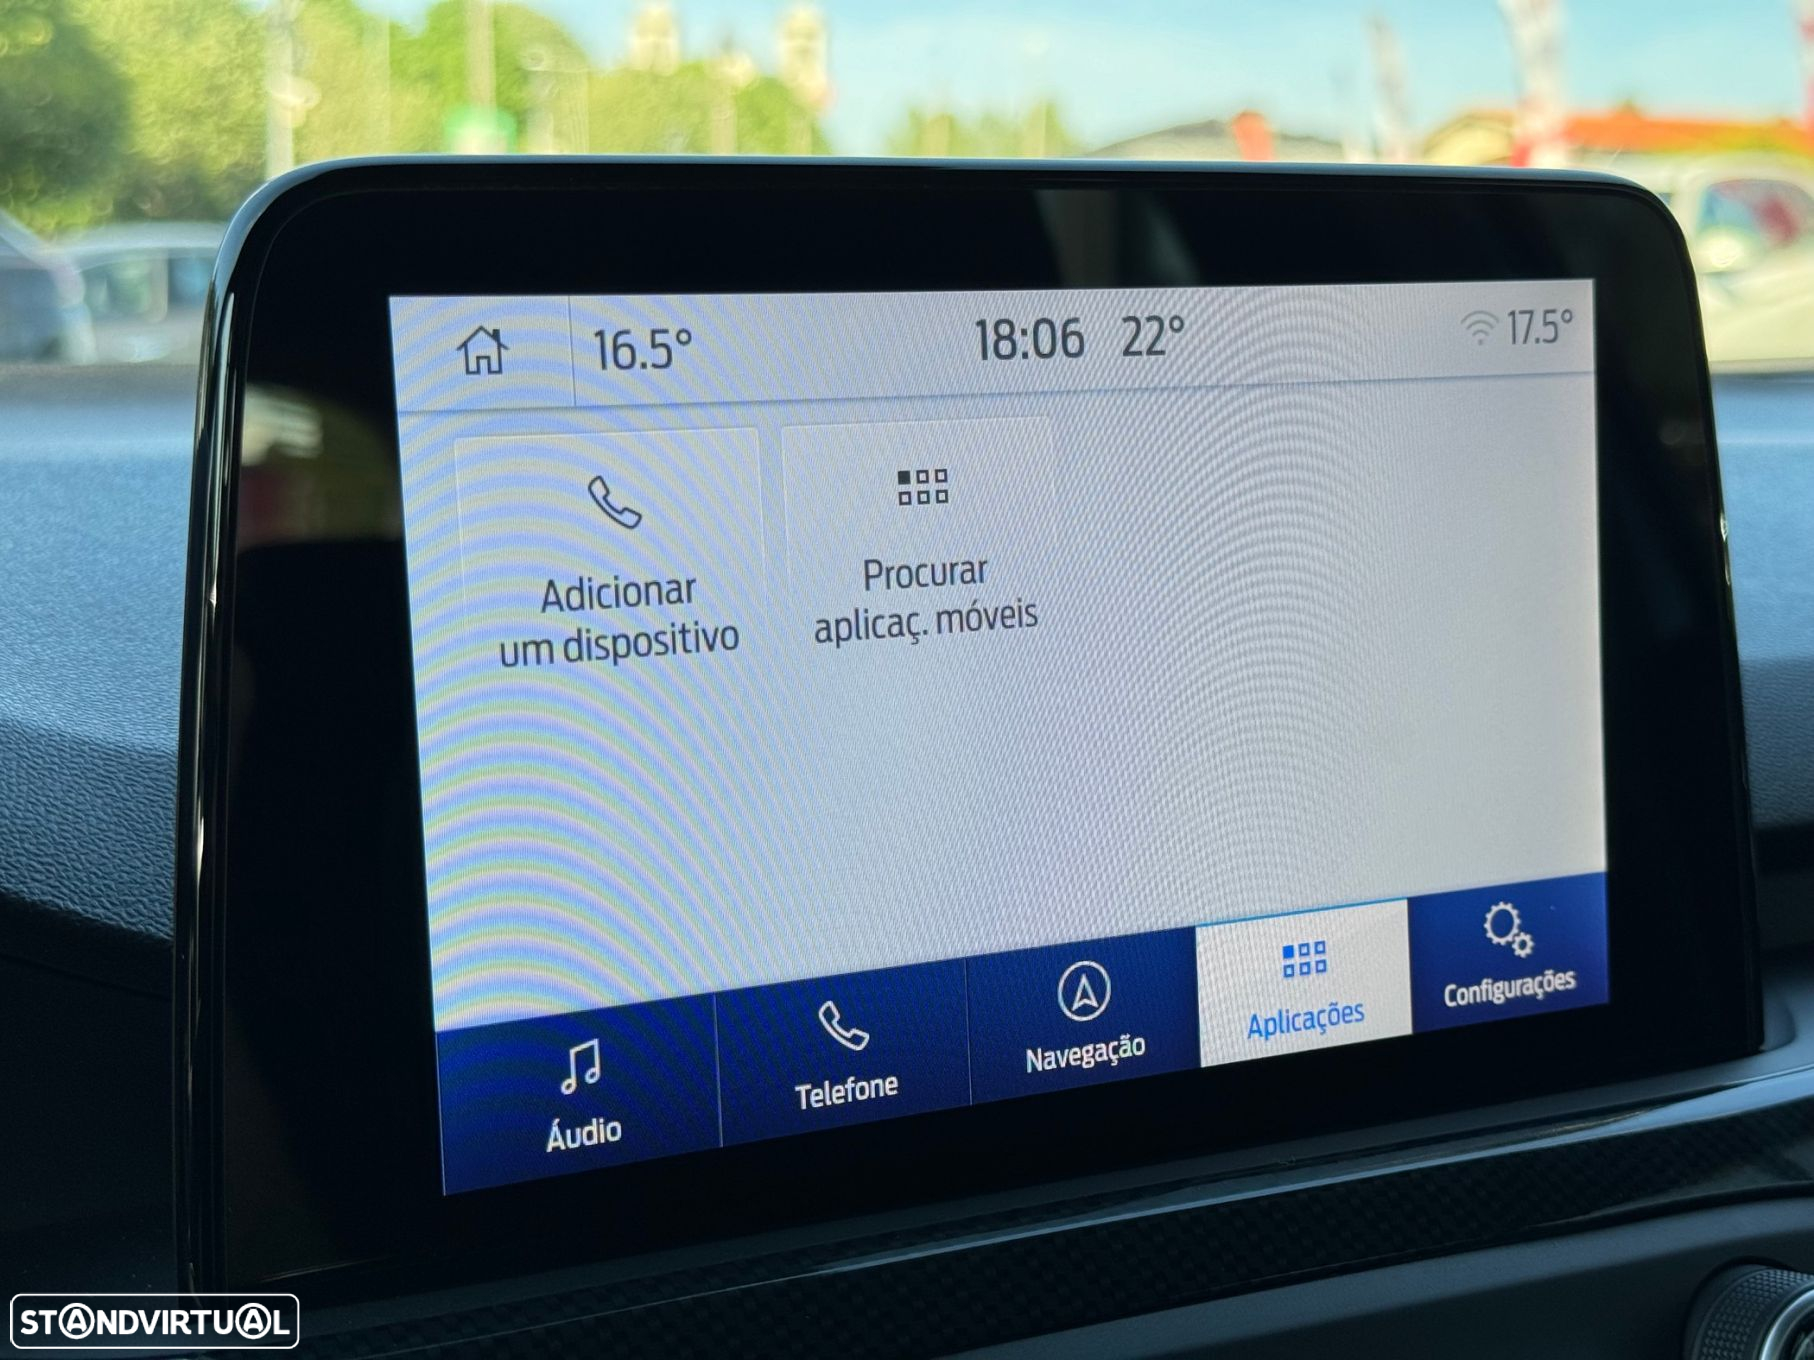 16.5° 18:06 22° 17.5°
Adicionar
um dispositivo
Procurar
aplicaç. móveis
Áudio
Telefone
Navegação
Aplicações
Configurações
STANDVIRTUAL